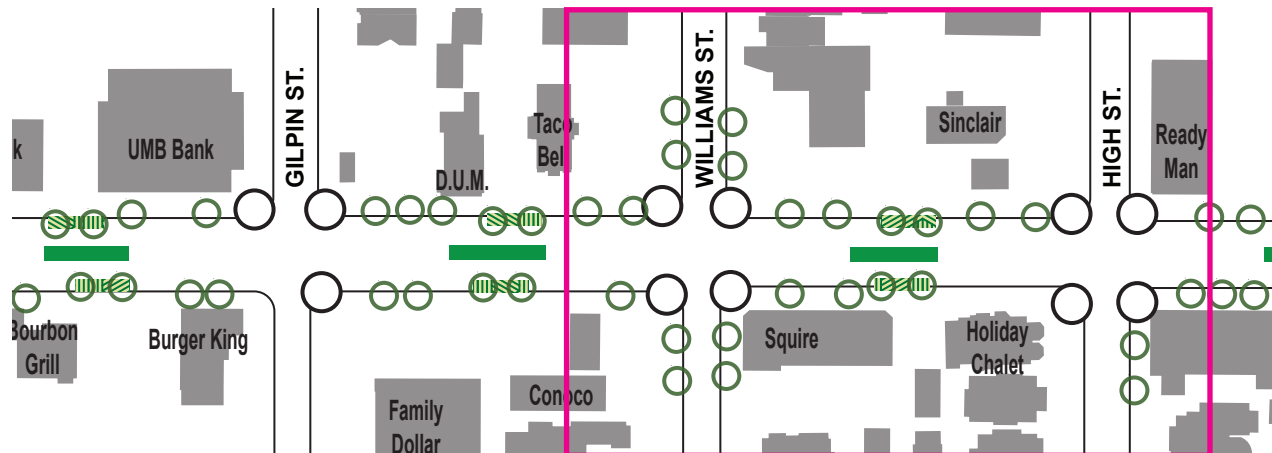 GILPIN ST.
WILLIAMS ST.
HIGH ST.
k
UMB Bank
D.U.M.
Taco
Bell
Sinclair
Ready
Man
Bourbon
Grill
Burger King
Family
Dollar
Conoco
Squire
Holiday
Chalet